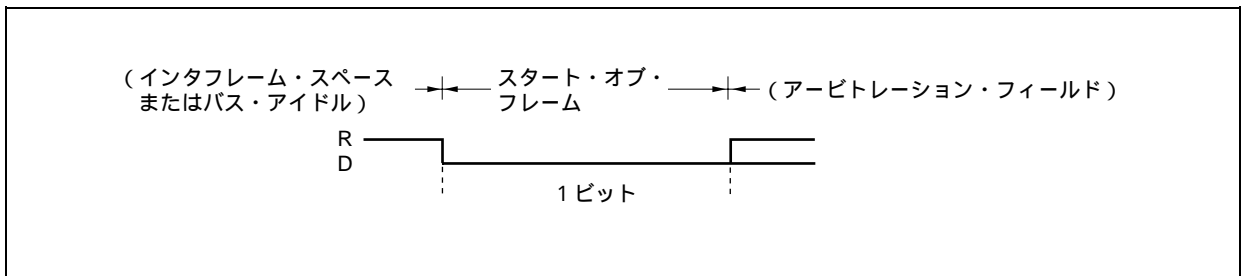 (インタフレーム・スペース
またはバス・アイドル)
スタート・オブ・
フレーム
(アービトレーション・フィールド)
R
D
1ビット